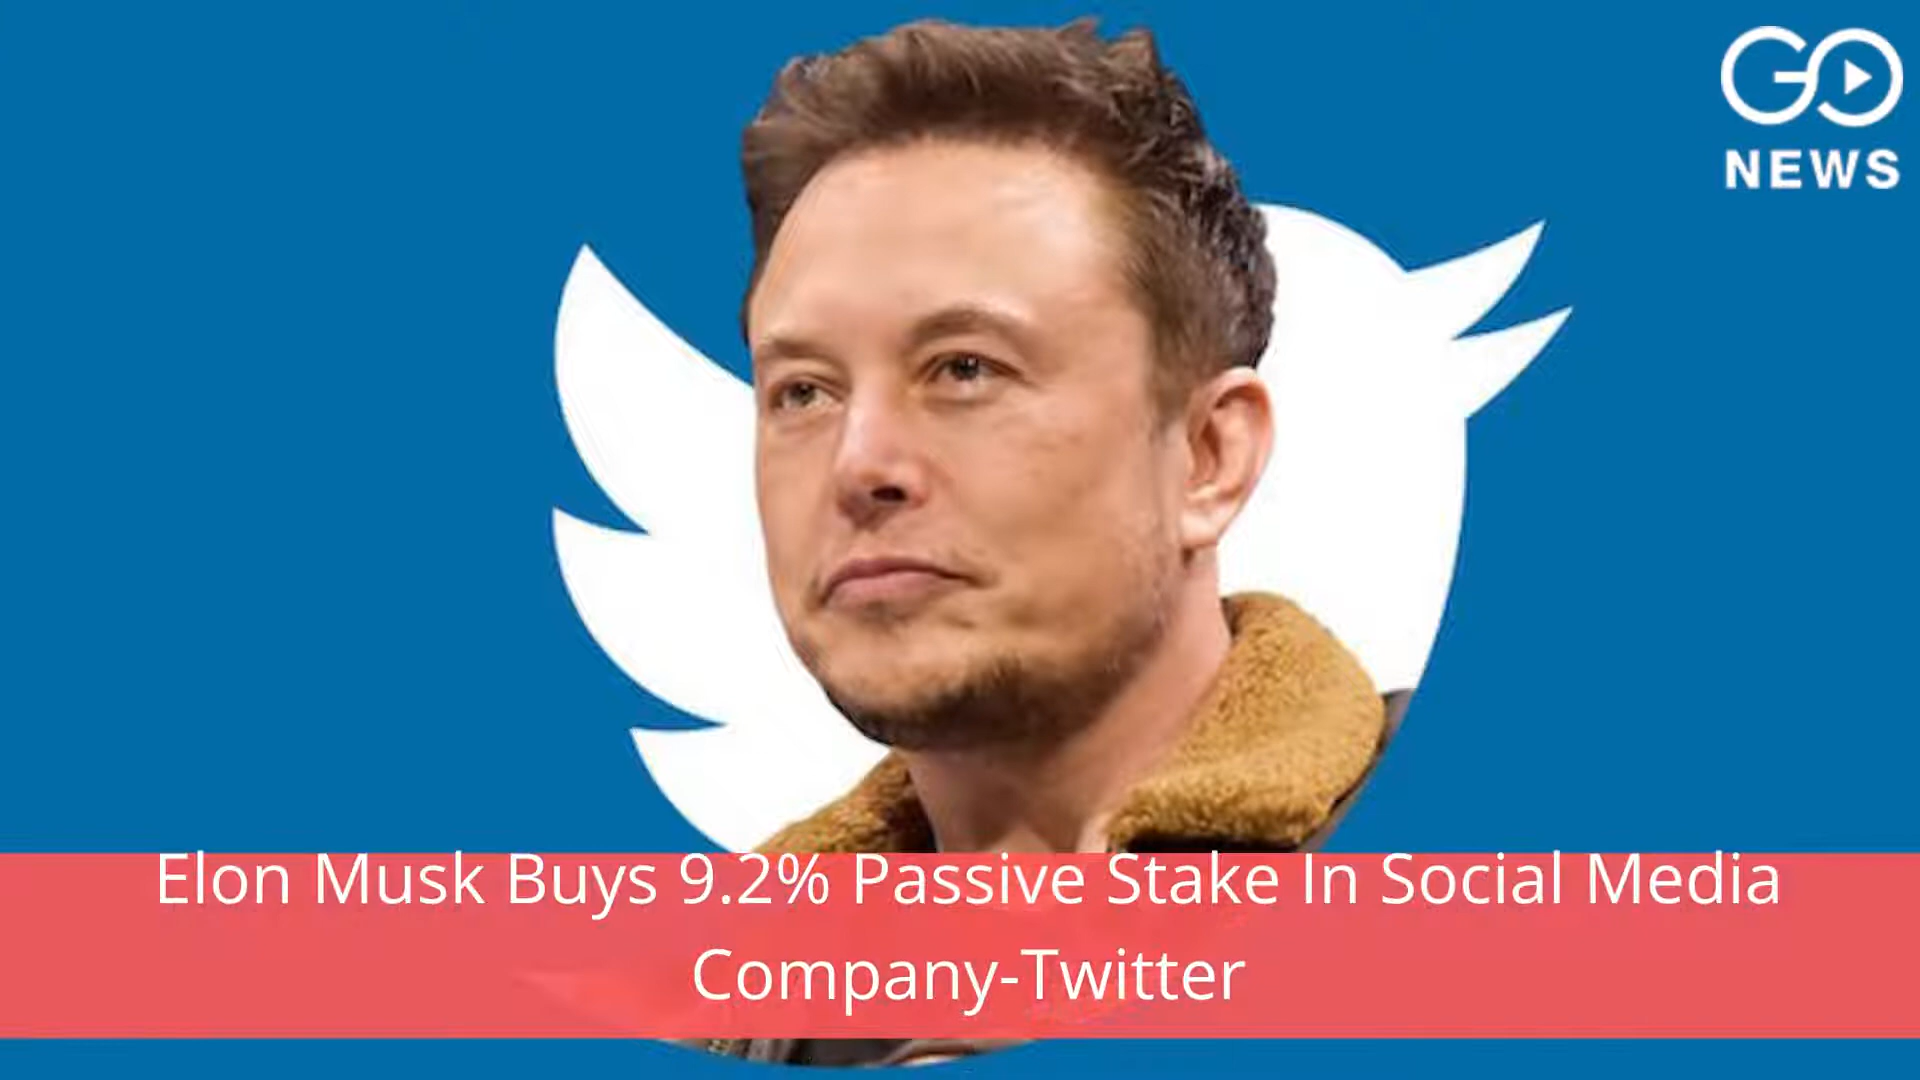 GO
NEWS
Elon Musk Buys 9.2% Passive Stake In Social Media
Company-Twitter